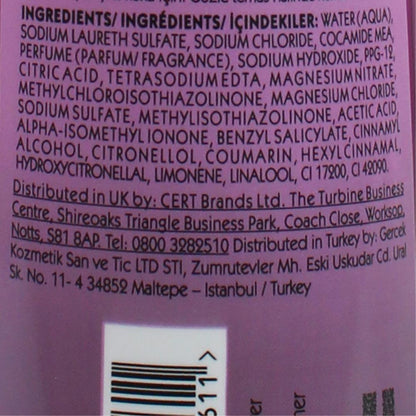 INGREDIENTS/ INGRÉDIENTS/ İÇİNDEKILER: WATER (AQUA),
SODIUM LAURETH SULFATE, SODIUM CHLORIDE, COCAMIDE MEA,
PERFUME (PARFUM/ FRAGRANCE), SODIUM HYDROXIDE, PPG-12,
CITRIC ACID, TETRASODIUM EDTA, MAGNESIUM NITRATE,
METHYLCHLOROISOTHIAZOLINONE, MAGNESIUM CHLORIDE,
SODIUM SULFATE, METHYLISOTHIAZOLINONE, ACETIC ACID,
ALPHA-ISOMETHYL IONONE, BENZYL SALICYLATE, CINNAMYL
ALCOHOL, CITRONELLOL, COUMARIN, HEXYL CINNAMAL,
HYDROXYCITRONELLAL, LIMONENE, LINALOOL, CI 17200, CI 42090.
Distributed in UK by: CERT Brands Ltd. The Turbine Business
Centre, Shireoaks Triangle Business Park, Coach Close, Worksop,
Notts, S81 8AP. Tel: 0800 3282510 Distributed in Turkey by: Gerçek
Kozmetik San ve Tic LTD STI, Zumrutevler Mh. Eski Uskudar Cd. Ural
Sk. No. 11- 4 34852 Maltepe – Istanbul / Turkey
611>